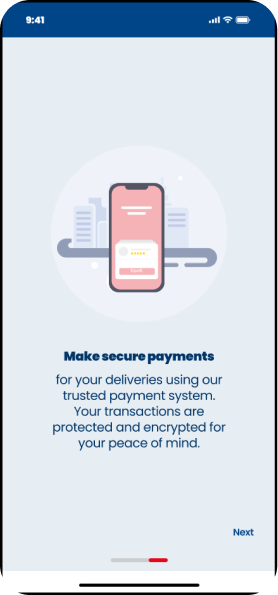 9:41
Make secure payments
for your deliveries using our
trusted payment system.
Your transactions are
protected and encrypted for
your peace of mind.
Next